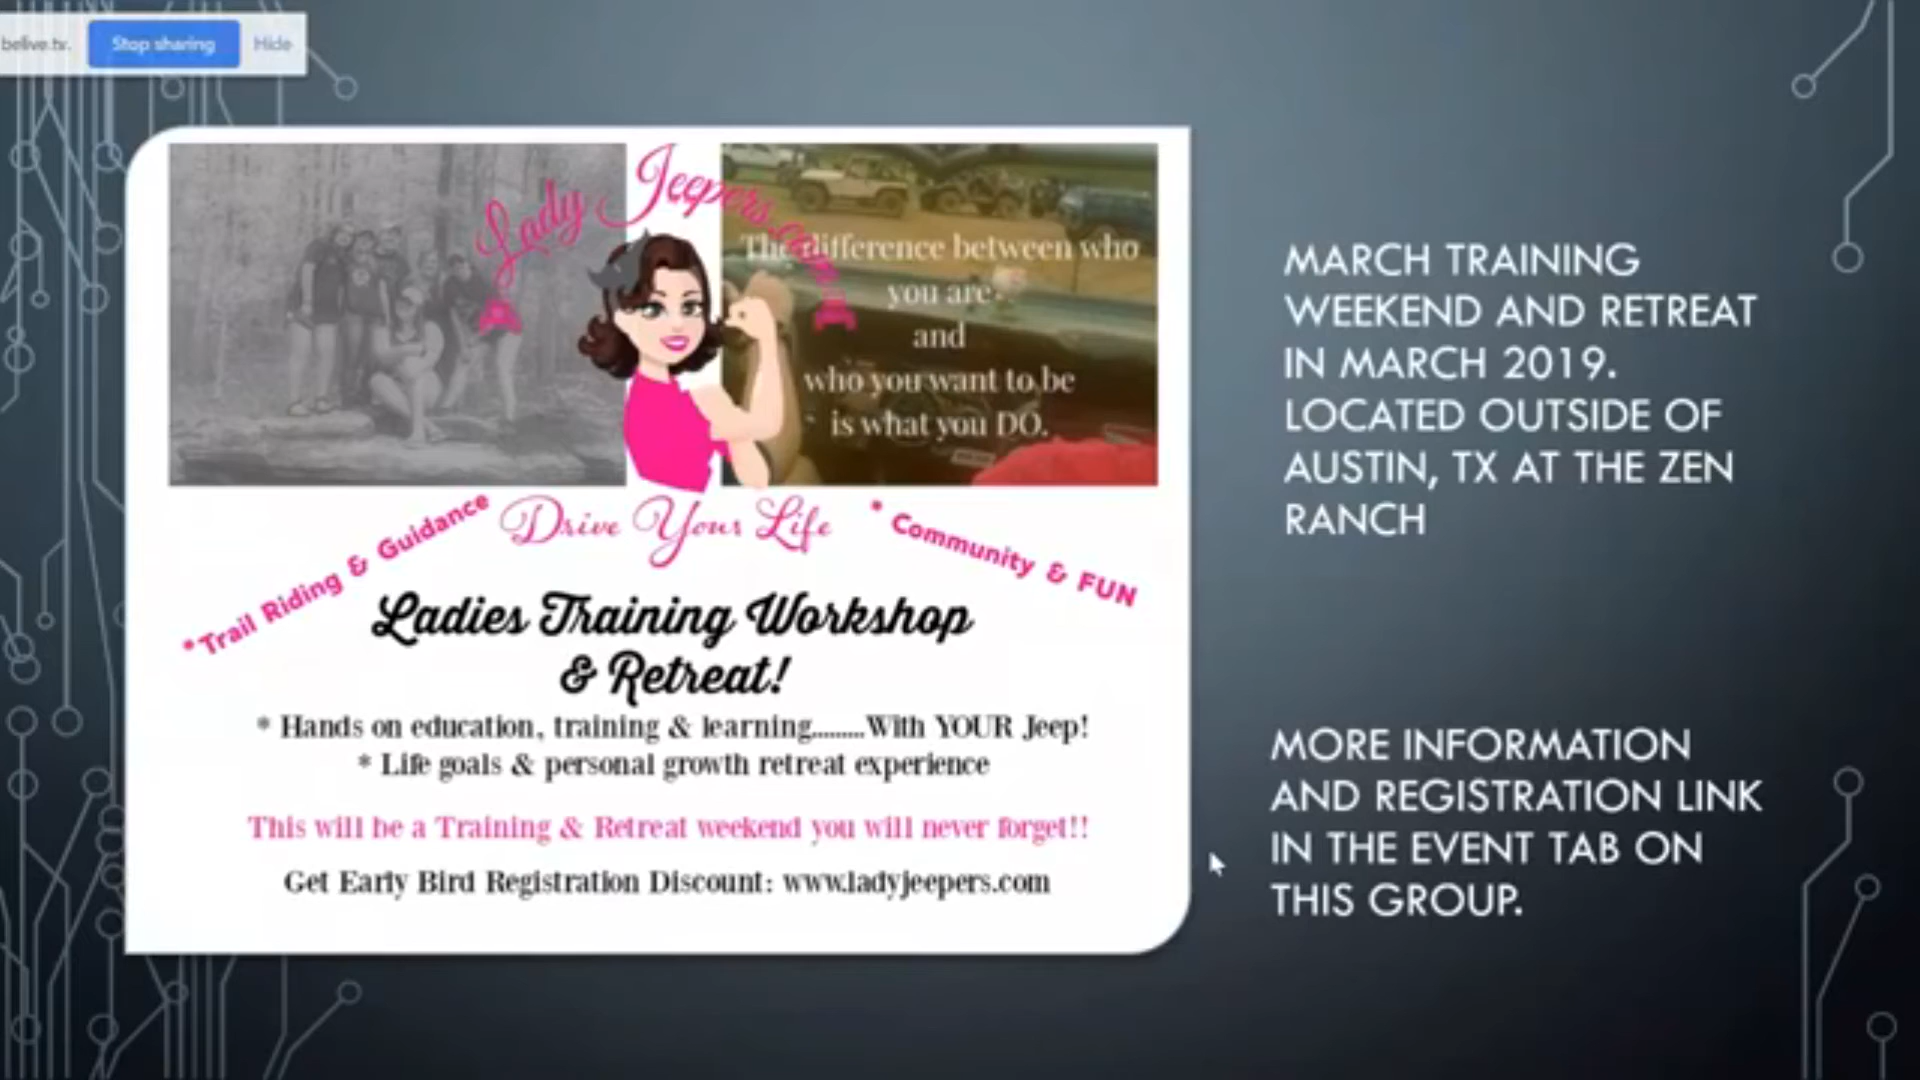 belive.tv.
Stop sharing
Hide
Lady Jeepers.com
The difference between who
you are
and
who you want to be
is what you DO.
*Trail Riding & Guidance
Drive Your Life
* Community & FUN
Ladies Training Workshop
& Retreat!
* Hands on education, training & learning.........With YOUR Jeep!
* Life goals & personal growth retreat experience
This will be a Training & Retreat weekend you will never forget!!
Get Early Bird Registration Discount: www.ladyjeepers.com
MARCH TRAINING
WEEKEND AND RETREAT
IN MARCH 2019.
LOCATED OUTSIDE OF
AUSTIN, TX AT THE ZEN
RANCH
MORE INFORMATION
AND REGISTRATION LINK
IN THE EVENT TAB ON
THIS GROUP.